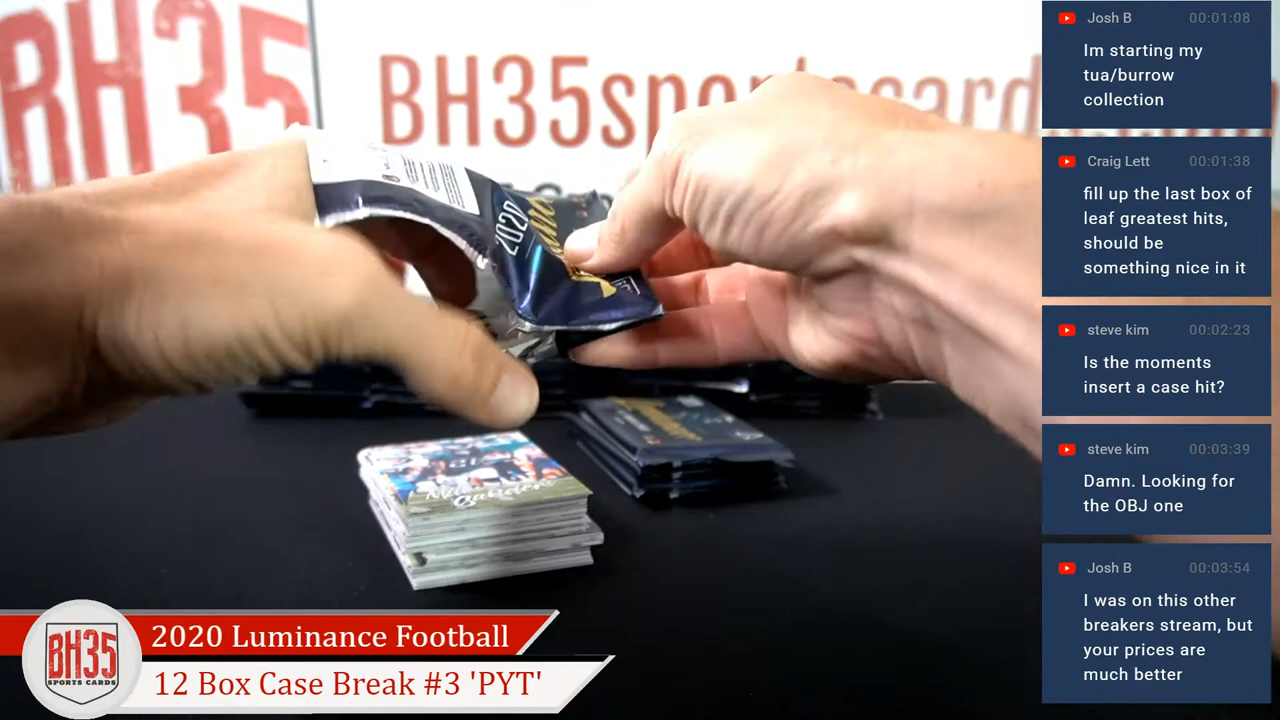 BH35
BH35sportscard
2020
Josh B 00:01:08
Im starting my
tua/burrow
collection
Craig Lett 00:01:38
fill up the last box of
leaf greatest hits,
should be
something nice in it
steve kim 00:02:23
Is the moments
insert a case hit?
steve kim 00:03:39
Damn. Looking for
the OBJ one
Josh B 00:03:54
I was on this other
breakers stream, but
your prices are
much better
BH35
SPORTS CARDS
2020 Luminance Football
12 Box Case Break #3 'PYT'